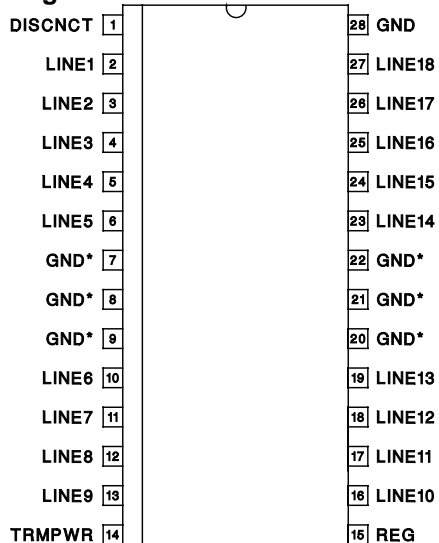 DISCNCT 1 28 GND
LINE1 2 27 LINE18
LINE2 3 26 LINE17
LINE3 4 25 LINE16
LINE4 5 24 LINE15
LINE5 6 23 LINE14
GND* 7 22 GND*
GND* 8 21 GND*
GND* 9 20 GND*
LINE6 10 19 LINE13
LINE7 11 18 LINE12
LINE8 12 17 LINE11
LINE9 13 16 LINE10
TRMPWR 14 15 REG